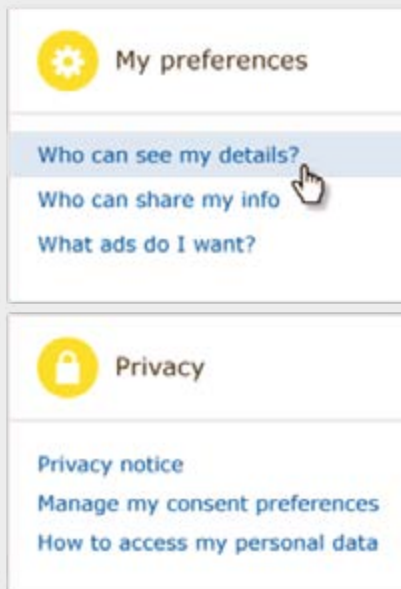 My preferences
Who can see my details?
Who can share my info
What ads do I want?
Privacy
Privacy notice
Manage my consent preferences
How to access my personal data